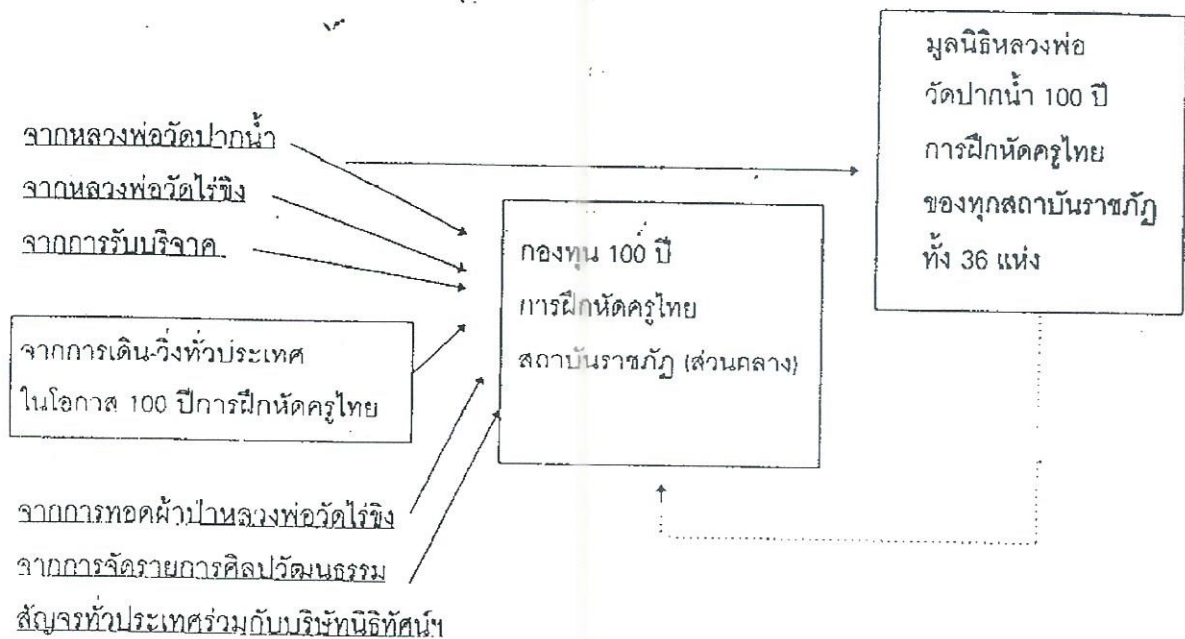 มูลนิธิหลวงพ่อ
วัดปากน้ำ 100 ปี
การฝึกหัดครูไทย
ของทุกสถาบันราชภัฏ
ทั้ง 36 แห่ง
จากหลวงพ่อวัดปากน้ำ
จากหลวงพ่อวัดไร่ขิง
จากการรับบริจาค
กองทุน 100 ปี
การฝึกหัดครูไทย
สถาบันราชภัฏ (ส่วนกลาง)
จากการเดิน-วิ่งทั่วประเทศ
ในโอกาส 100 ปีการฝึกหัดครูไทย
จากการทอดผ้าป่าหลวงพ่อวัดไร่ขิง
จากการจัดรายการศิลปวัฒนธรรม
สัญจรทั่วประเทศร่วมกับบริษัทนิธิทัศน์ฯ